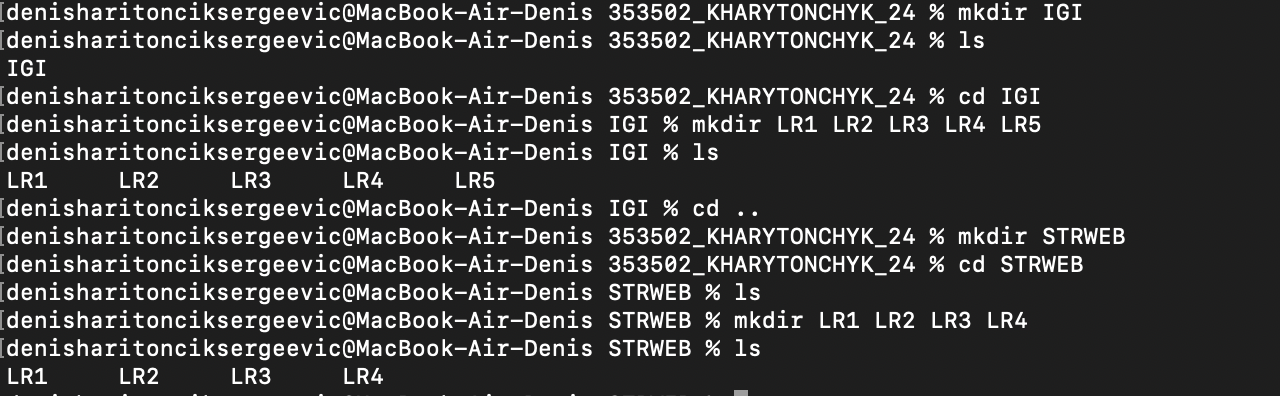 denisharitonciksergeevic@MacBook-Air-Denis 353502_KHARYTONCHYK_24 % mkdir IGI
[denisharitonciksergeevic@MacBook-Air-Denis 353502_KHARYTONCHYK_24 % ls
IGI
[denisharitonciksergeevic@MacBook-Air-Denis 353502_KHARYTONCHYK_24 % cd IGI
[denisharitonciksergeevic@MacBook-Air-Denis IGI % mkdir LR1 LR2 LR3 LR4 LR5
[denisharitonciksergeevic@MacBook-Air-Denis IGI % ls
LR1 LR2 LR3 LR4 LR5
[denisharitonciksergeevic@MacBook-Air-Denis IGI % cd ..
[denisharitonciksergeevic@MacBook-Air-Denis 353502_KHARYTONCHYK_24 % mkdir STRWEB
[denisharitonciksergeevic@MacBook-Air-Denis 353502_KHARYTONCHYK_24 % cd STRWEB
[denisharitonciksergeevic@MacBook-Air-Denis STRWEB % ls
[denisharitonciksergeevic@MacBook-Air-Denis STRWEB % mkdir LR1 LR2 LR3 LR4
[denisharitonciksergeevic@MacBook-Air-Denis STRWEB % ls
LR1 LR2 LR3 LR4